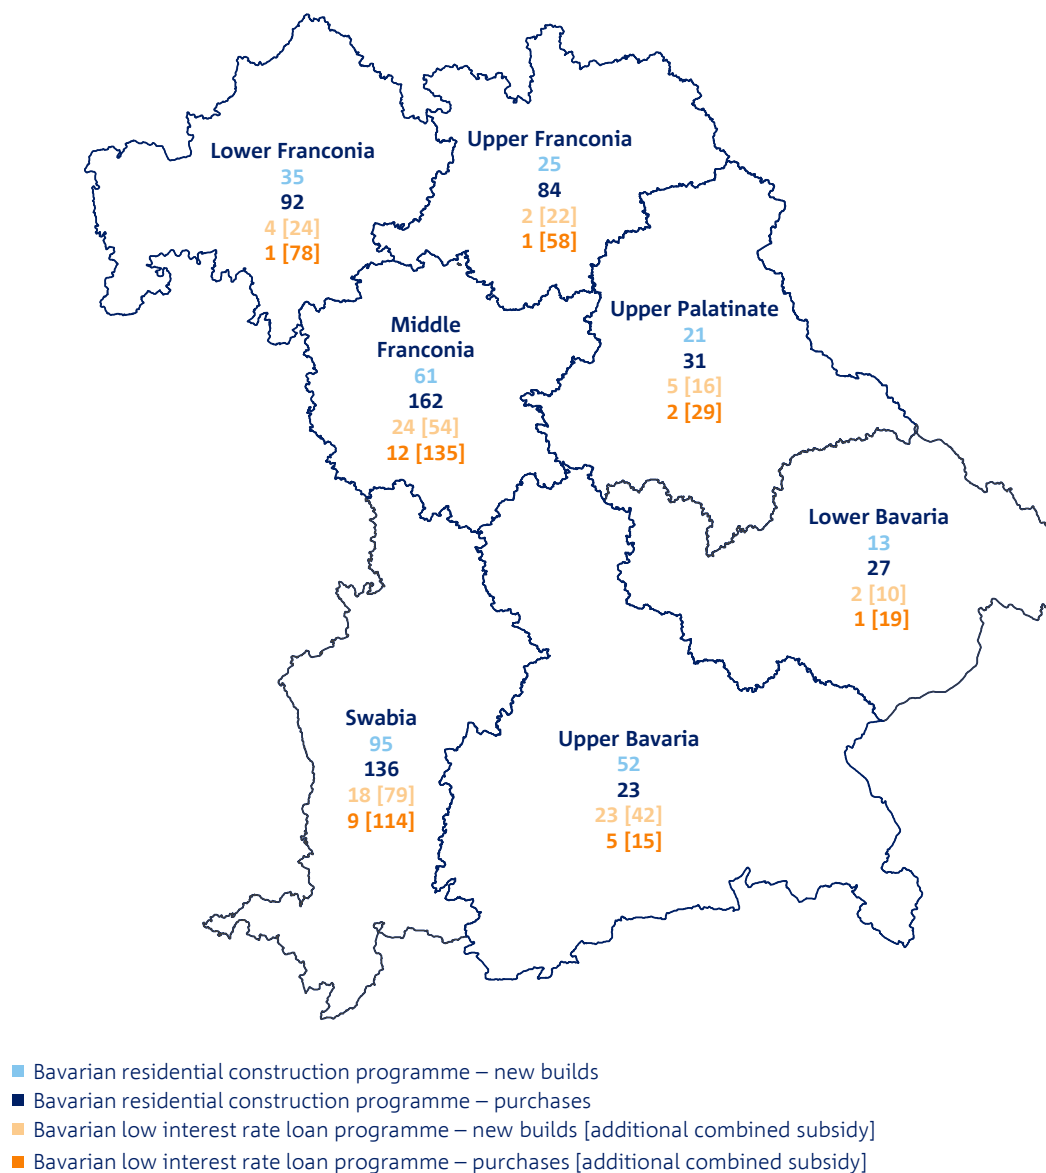 Lower Franconia
35
92
4 [24]
1 [78]
Upper Franconia
25
84
2 [22]
1 [58]
Middle
Franconia
61
162
24 [54]
12 [135]
Upper Palatinate
21
31
5 [16]
2 [29]
Lower Bavaria
13
27
2 [10]
1 [19]
Swabia
95
136
18 [79]
9 [114]
Upper Bavaria
52
23
23 [42]
5 [15]
Bavarian residential construction programme – new builds
Bavarian residential construction programme – purchases
Bavarian low interest rate loan programme – new builds [additional combined subsidy]
Bavarian low interest rate loan programme – purchases [additional combined subsidy]